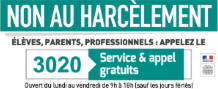 NON AU HARCÈLEMENT
ÉLÈVES, PARENTS, PROFESSIONNELS : APPELEZ LE
3020 Service & appel gratuits
Ouvert du lundi au vendredi de 9h à 18h (sauf les jours fériés)